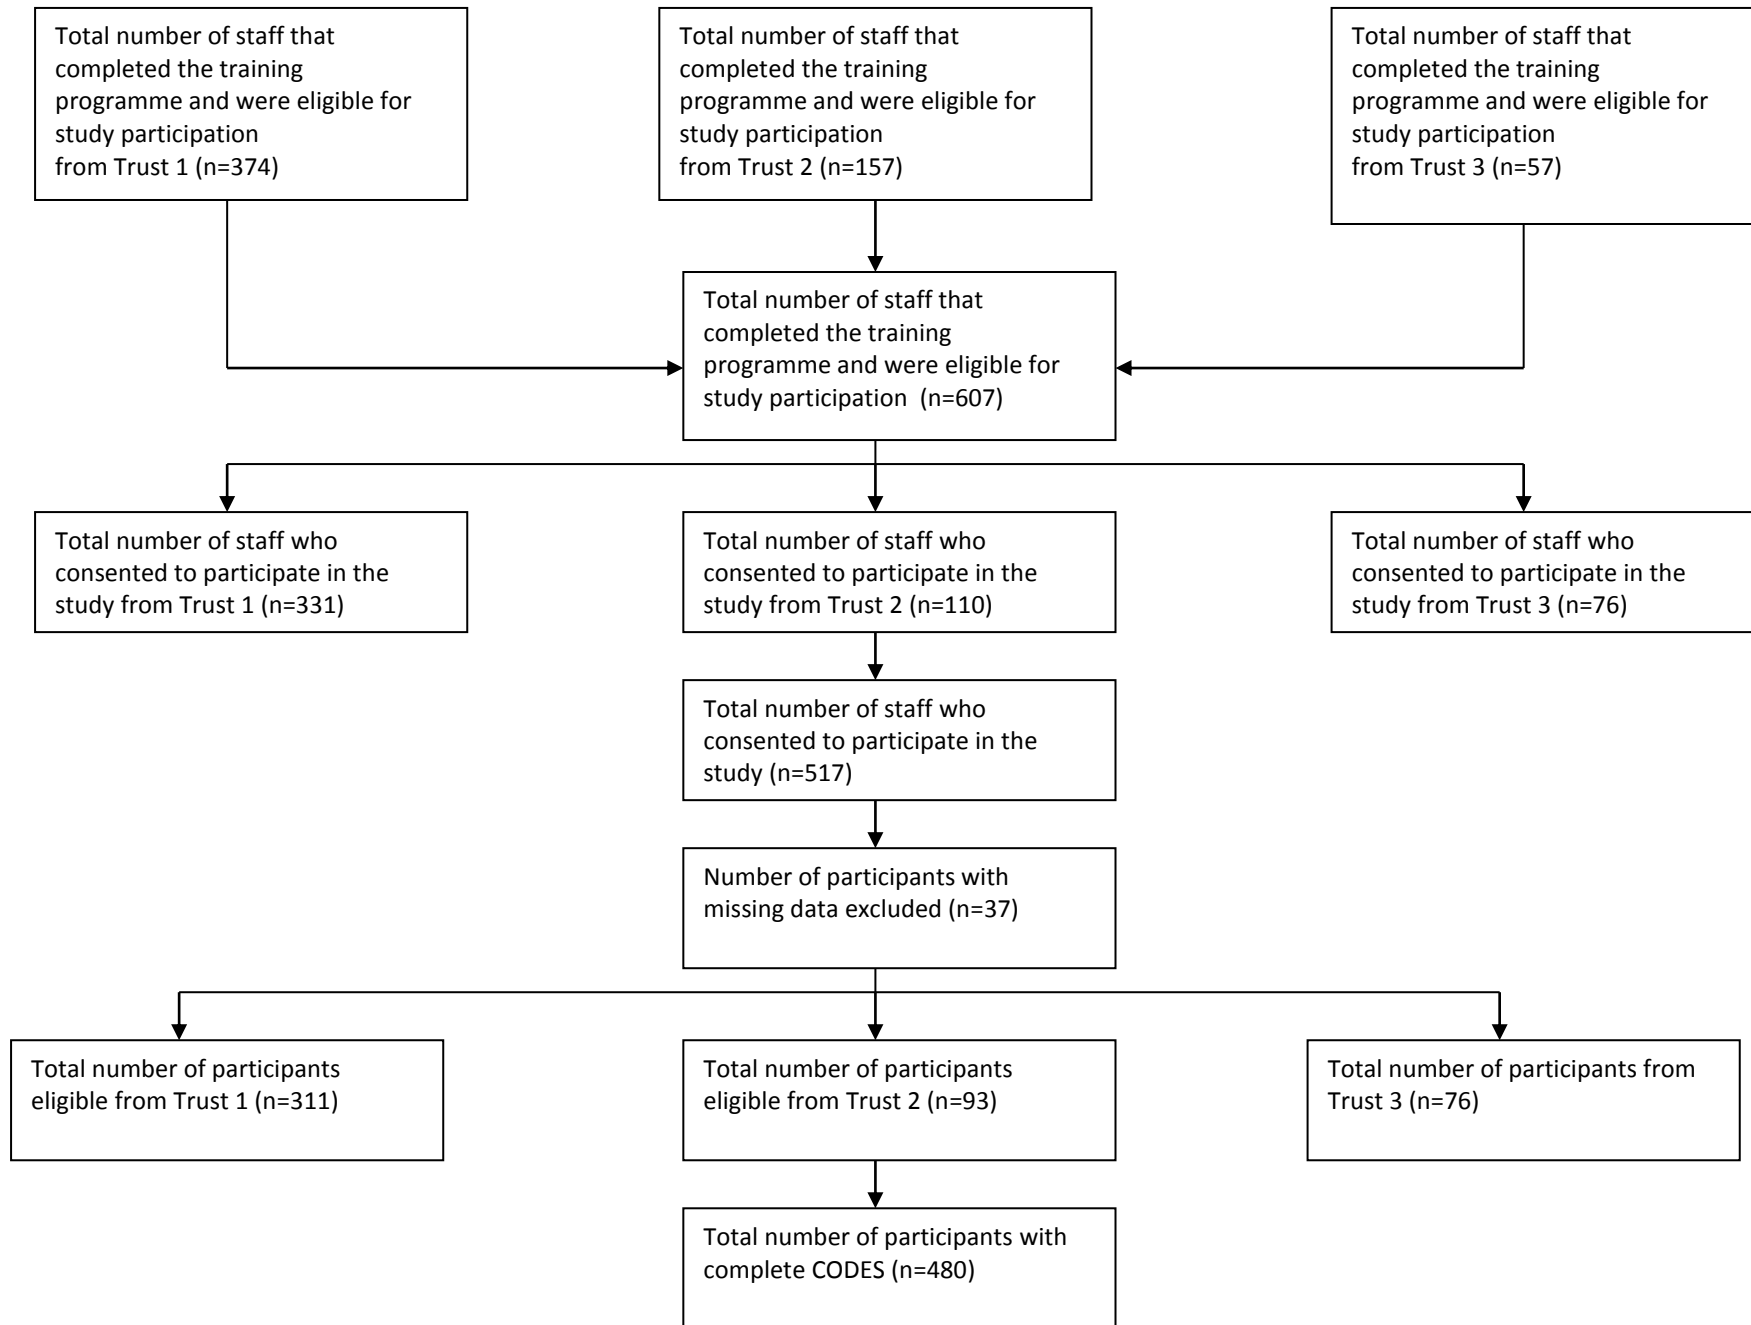 Total number of staff that
completed the training
programme and were eligible for
study participation
from Trust 1 (n=374)
Total number of staff that
completed the training
programme and were eligible for
study participation
from Trust 2 (n=157)
Total number of staff that
completed the training
programme and were eligible for
study participation
from Trust 3 (n=57)
Total number of staff that
completed the training
programme and were eligible for
study participation  (n=607)
Total number of staff who
consented to participate in the
study from Trust 1 (n=331)
Total number of staff who
consented to participate in the
study from Trust 2 (n=110)
Total number of staff who
consented to participate in the
study from Trust 3 (n=76)
Total number of staff who
consented to participate in the
study (n=517)
Number of participants with
missing data excluded (n=37)
Total number of participants
eligible from Trust 1 (n=311)
Total number of participants
eligible from Trust 2 (n=93)
Total number of participants from
Trust 3 (n=76)
Total number of participants with
complete CODES (n=480)